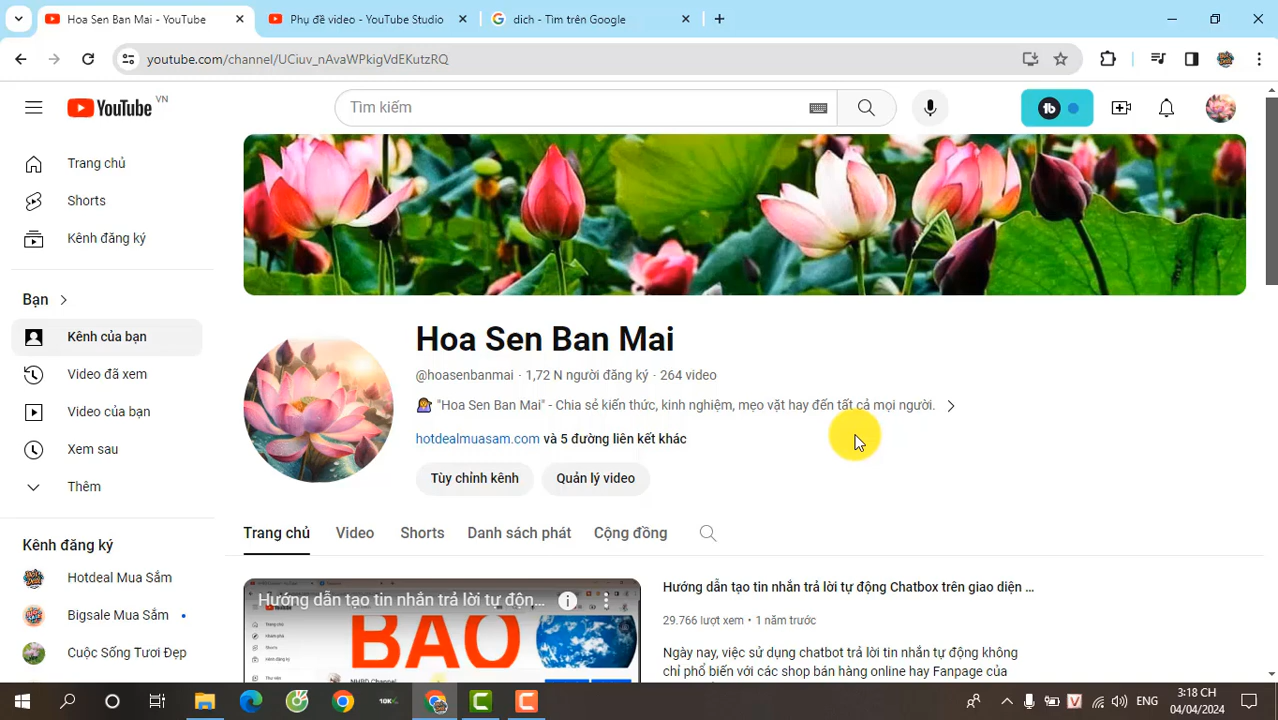 Hoa Sen Ban Mai - YouTube
Phụ đề video - YouTube Studio
dich - Tìm trên Google
youtube.com/channel/UCiuv_nAvaWPkigVdEKutzRQ
YouTube VN
Tìm kiếm
Trang chủ
Shorts
Kênh đăng ký
Bạn
Kênh của bạn
Video đã xem
Video của bạn
Xem sau
Thêm
Kênh đăng ký
Hotdeal Mua Sắm
Bigsale Mua Sắm
Cuộc Sống Tươi Đẹp
Hoa Sen Ban Mai
@hoasenbanmai · 1,72 N người đăng ký · 264 video
"Hoa Sen Ban Mai" - Chia sẻ kiến thức, kinh nghiệm, mẹo vặt hay đến tất cả mọi người.
hotdealmuasam.com và 5 đường liên kết khác
Tùy chỉnh kênh
Quản lý video
Trang chủ
Video
Shorts
Danh sách phát
Cộng đồng
Hướng dẫn tạo tin nhắn trả lời tự độn...
BAO
Hướng dẫn tạo tin nhắn trả lời tự động Chatbox trên giao diện ...
29.766 lượt xem • 1 năm trước
Ngày nay, việc sử dụng chatbot trả lời tin nhắn tự động không
chỉ phổ biến với các shop bán hàng online hay Fanpage của
10K
ENG
3:18 CH
04/04/2024